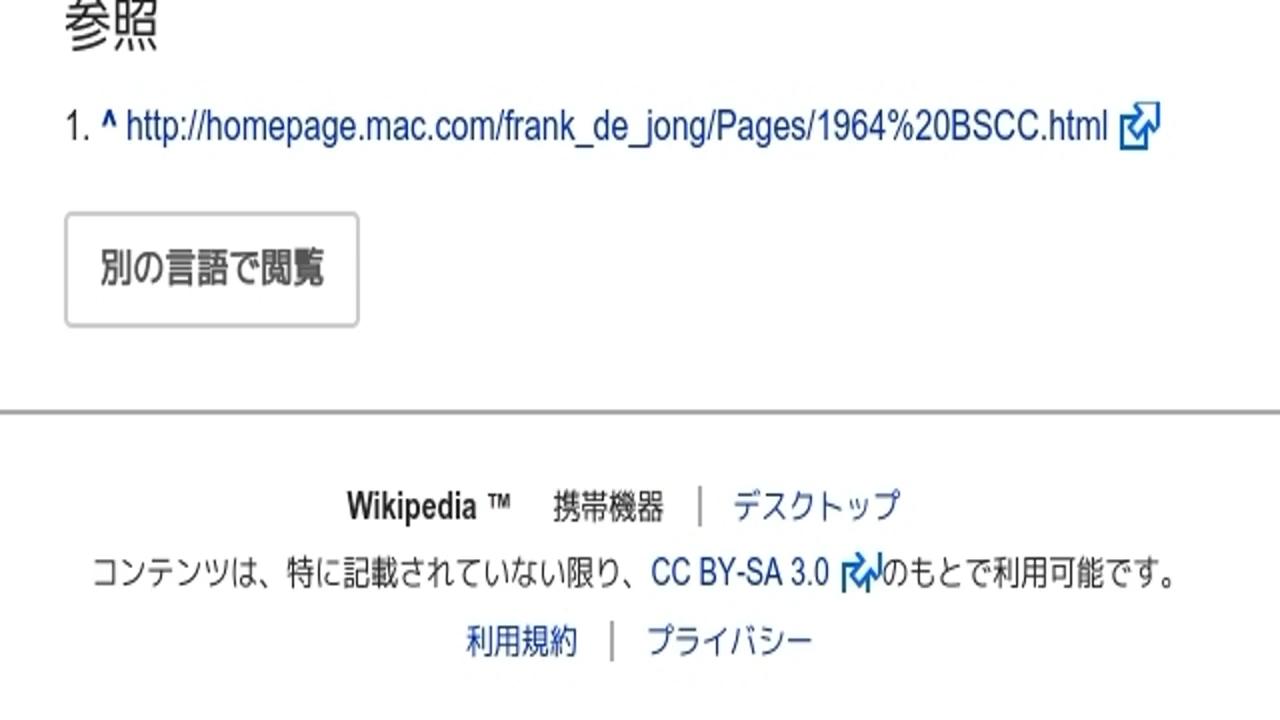 参照
1. ^ http://homepage.mac.com/frank_de_jong/Pages/1964%20BSCC.html
別の言語で閲覧
Wikipedia ™ 携帯機器 | デスクトップ
コンテンツは、特に記載されていない限り、CC BY-SA 3.0 のもとで利用可能です。
利用規約 | プライバシー